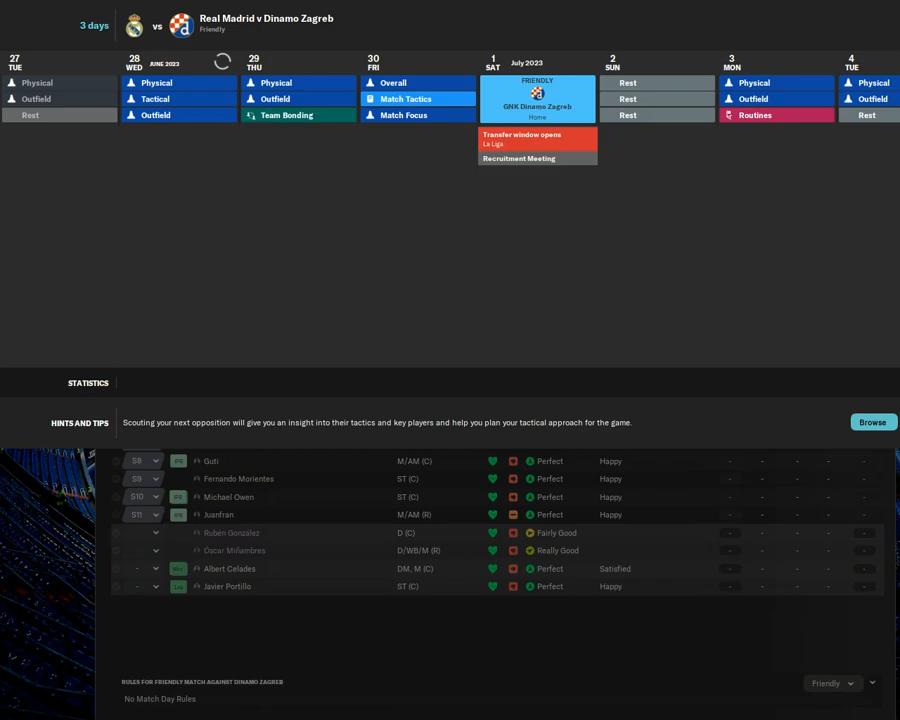 3 days
vs
Real Madrid v Dinamo Zagreb
Friendly
27
TUE
28
WED JUNE 2023
29
THU
30
FRI
1
SAT July 2023
2
SUN
3
MON
4
TUE
Physical
Physical
Physical
Overall
FRIENDLY
Rest
Physical
Physical
Outfield
Tactical
Outfield
Match Tactics
GNK Dinamo Zagreb
Rest
Outfield
Outfield
Rest
Outfield
Team Bonding
Match Focus
Home
Rest
Routines
Rest
Transfer window opens
La Liga
Recruitment Meeting
STATISTICS
HINTS AND TIPS
Scouting your next opposition will give you an insight into their tactics and key players and help you plan your tactical approach for the game.
Browse
S8 IPR Guti M/AM (C) Perfect Happy - - - - -
S9 Fernando Morientes ST (C) Perfect Happy - - - - -
S10 IPR Michael Owen ST (C) Perfect Happy - - - - -
S11 IPR Juanfran M/AM (R) Perfect Happy - - - - -
Rubén González D (C) Fairly Good - - - - -
Óscar Miñambres D/WB/M (R) Really Good - - - - -
- Albert Celades DM, M (C) Perfect Satisfied - - - - -
- Javier Portillo ST (C) Perfect Happy - - - - -
RULES FOR FRIENDLY MATCH AGAINST DINAMO ZAGREB
Friendly
No Match Day Rules